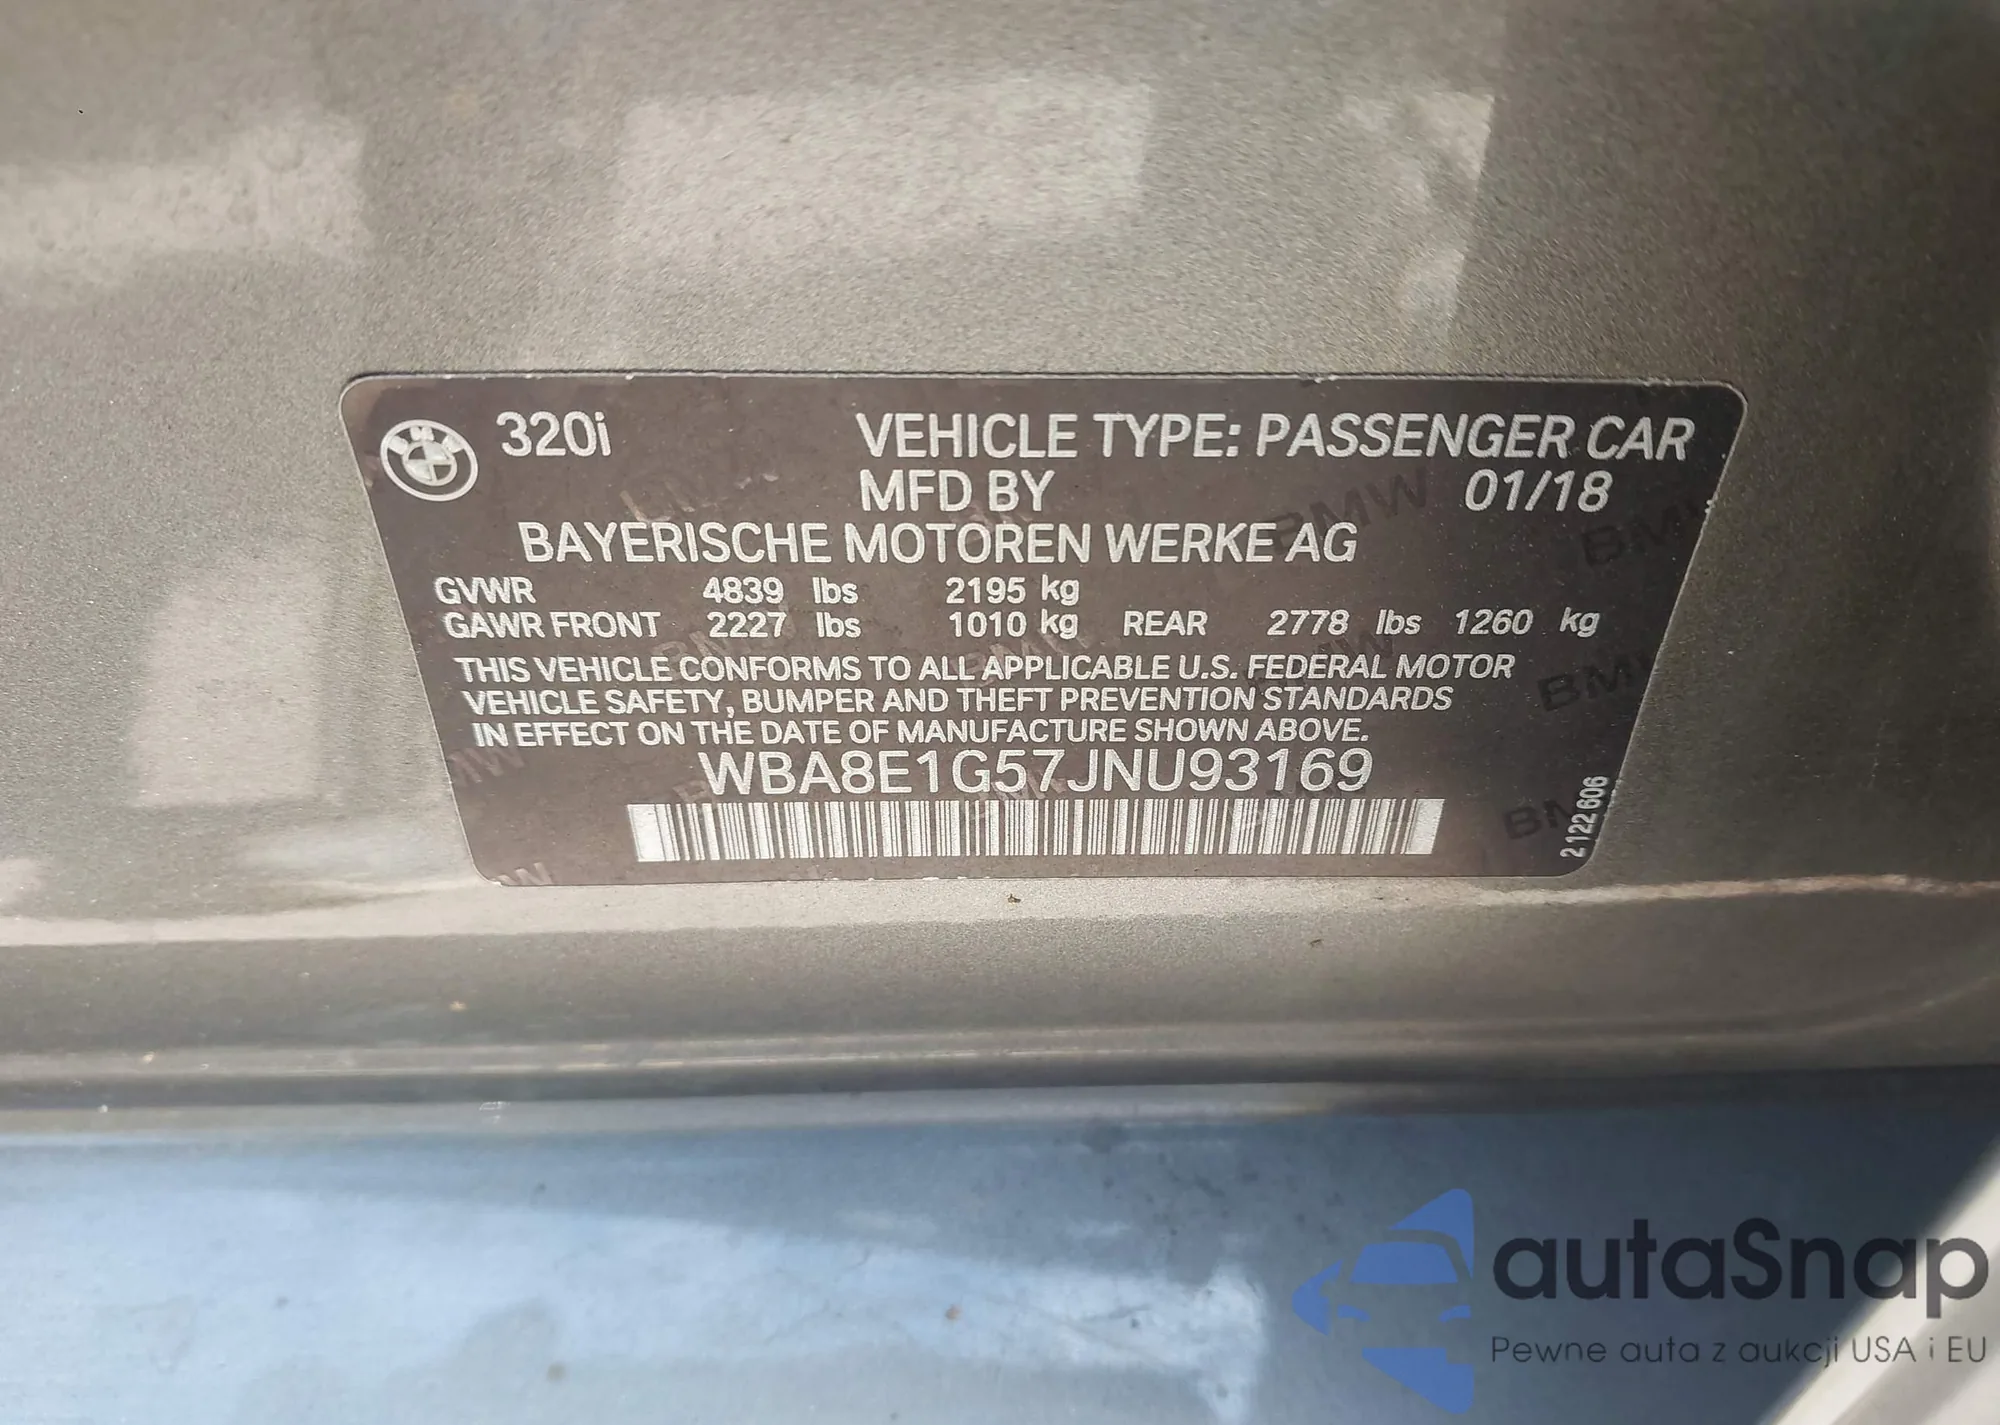 320i VEHICLE TYPE: PASSENGER CAR
MFD BY 01/18
BAYERISCHE MOTOREN WERKE AG
GVWR 4839 lbs 2195 kg
GAWR FRONT 2227 lbs 1010 kg REAR 2778 lbs 1260 kg
THIS VEHICLE CONFORMS TO ALL APPLICABLE U.S. FEDERAL MOTOR
VEHICLE SAFETY, BUMPER AND THEFT PREVENTION STANDARDS
IN EFFECT ON THE DATE OF MANUFACTURE SHOWN ABOVE.
WBA8E1G57JNU93169
2122606
autaSnap
Pewne auta z aukcji USA i EU